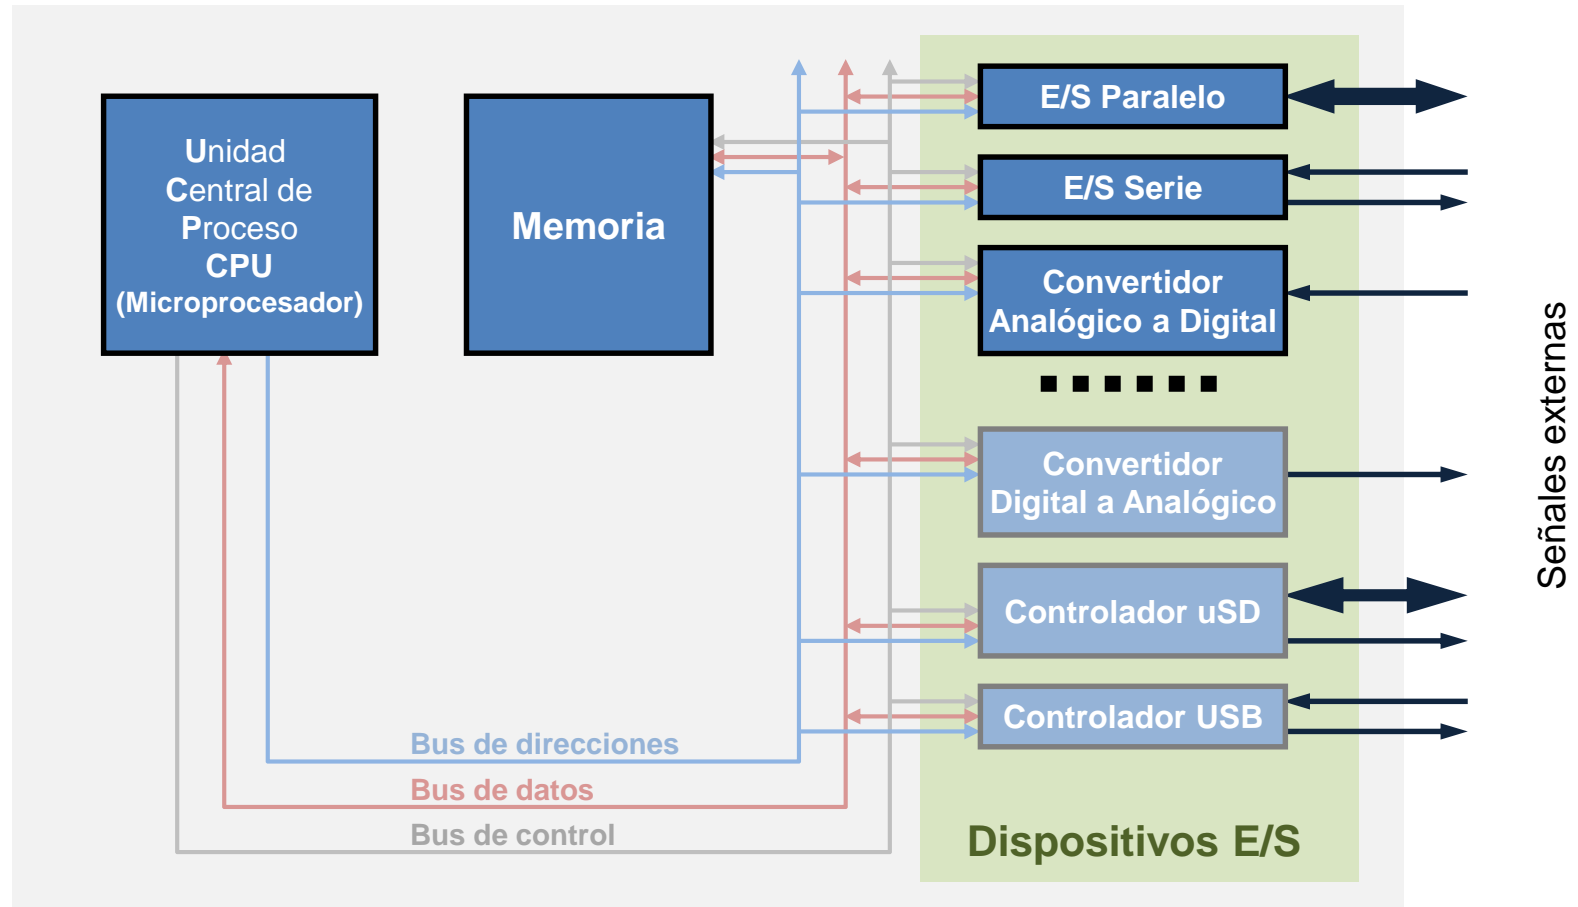 Unidad
Central de
Proceso
CPU
(Microprocesador)
Memoria
E/S Paralelo
E/S Serie
Convertidor
Analógico a Digital
Convertidor
Digital a Analógico
Controlador uSD
Controlador USB
Bus de direcciones
Bus de datos
Bus de control
Dispositivos E/S
Señales externas